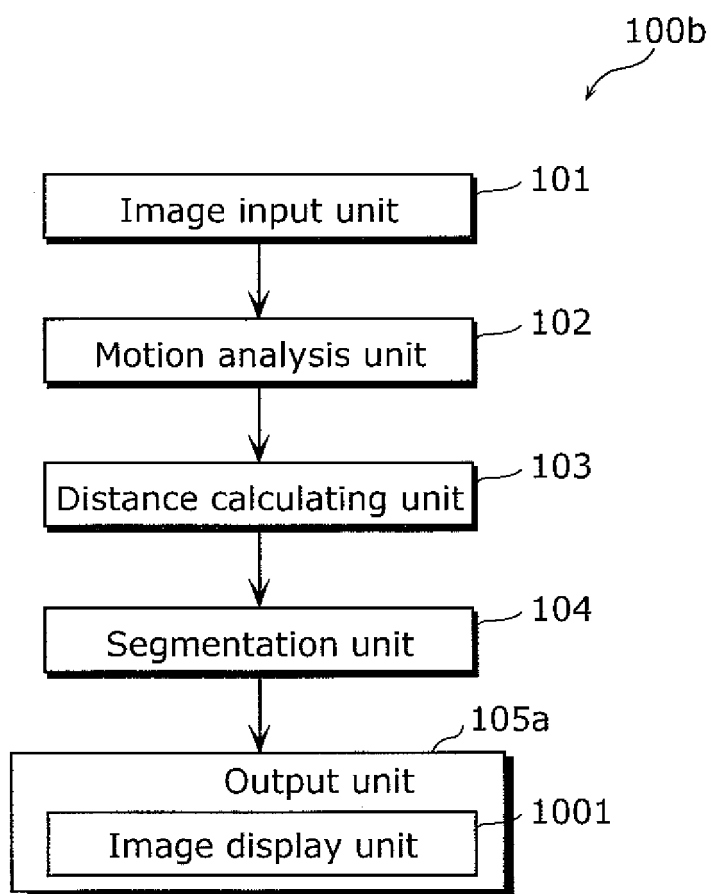 100b
Image input unit
101
Motion analysis unit
102
Distance calculating unit
103
Segmentation unit
104
105a
Output unit
Image display unit
1001